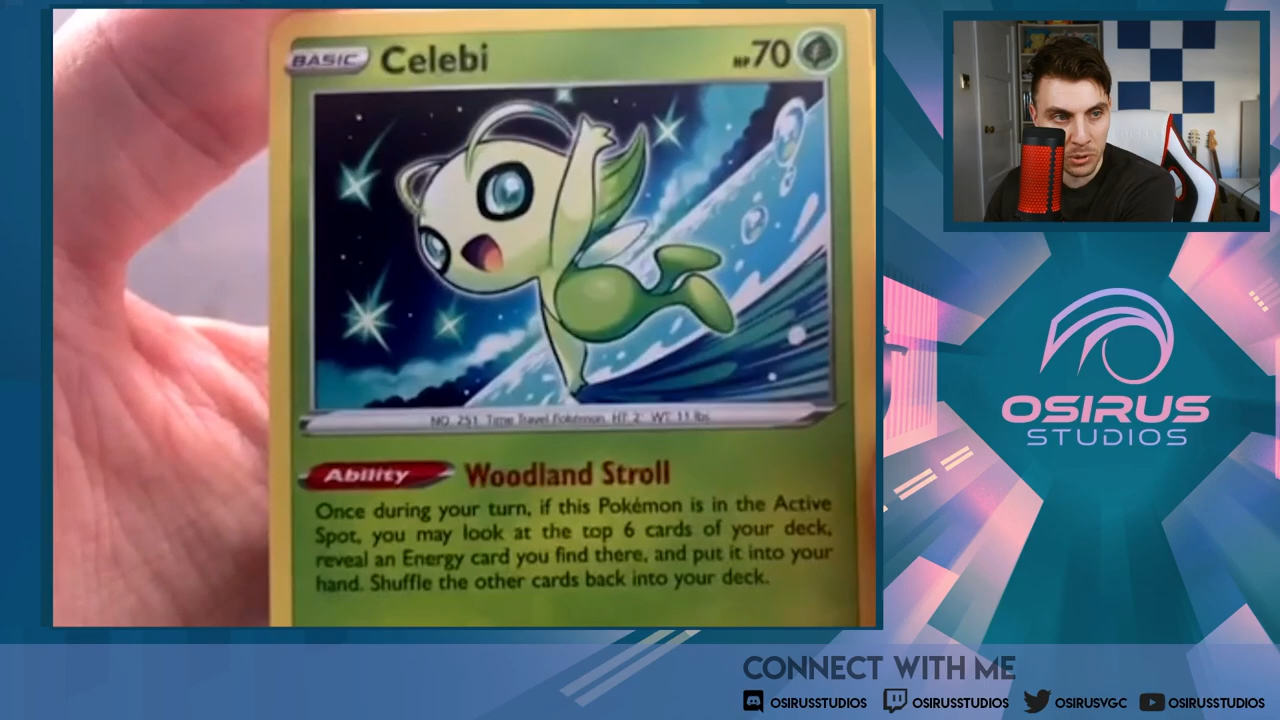 BASIC Celebi HP 70
NO. 251 Time Travel Pokémon HT: 2' WT: 11 lbs.
Ability Woodland Stroll
Once during your turn, if this Pokémon is in the Active
Spot, you may look at the top 6 cards of your deck,
reveal an Energy card you find there, and put it into your
hand. Shuffle the other cards back into your deck.
OSIRUS
STUDIOS
CONNECT WITH ME
OSIRUSSTUDIOS OSIRUSSTUDIOS OSIRUSVGC OSIRUSSTUDIOS